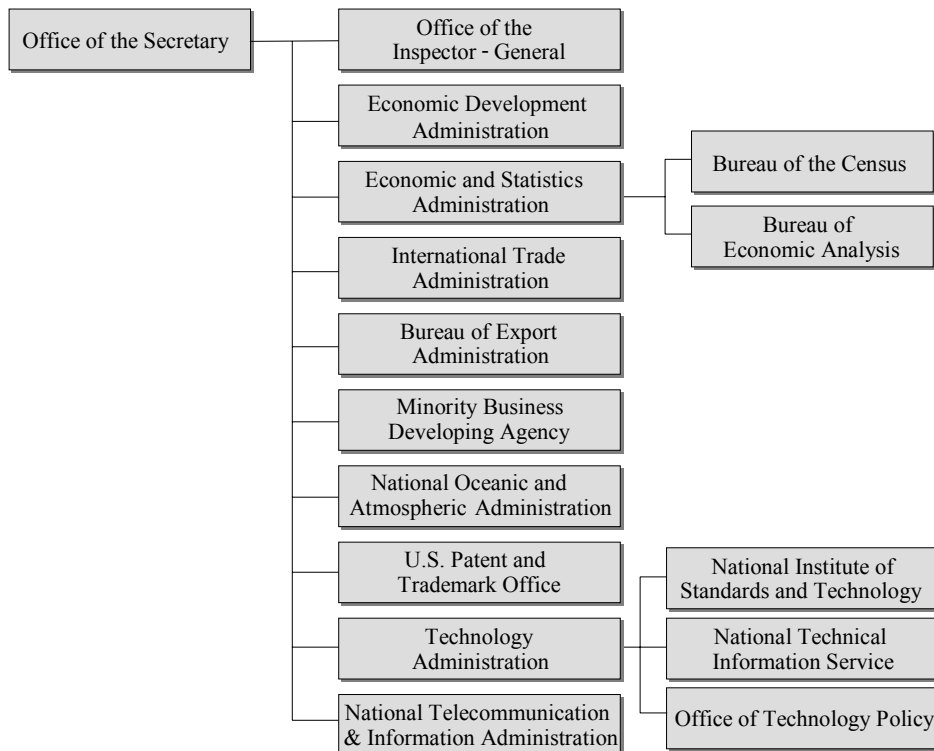 Office of the Secretary
Office of the
Inspector - General
Economic Development
Administration
Economic and Statistics
Administration
Bureau of the Census
Bureau of
Economic Analysis
International Trade
Administration
Bureau of Export
Administration
Minority Business
Developing Agency
National Oceanic and
Atmospheric Administration
U.S. Patent and
Trademark Office
Technology
Administration
National Institute of
Standards and Technology
National Technical
Information Service
Office of Technology Policy
National Telecommunication
& Information Administration